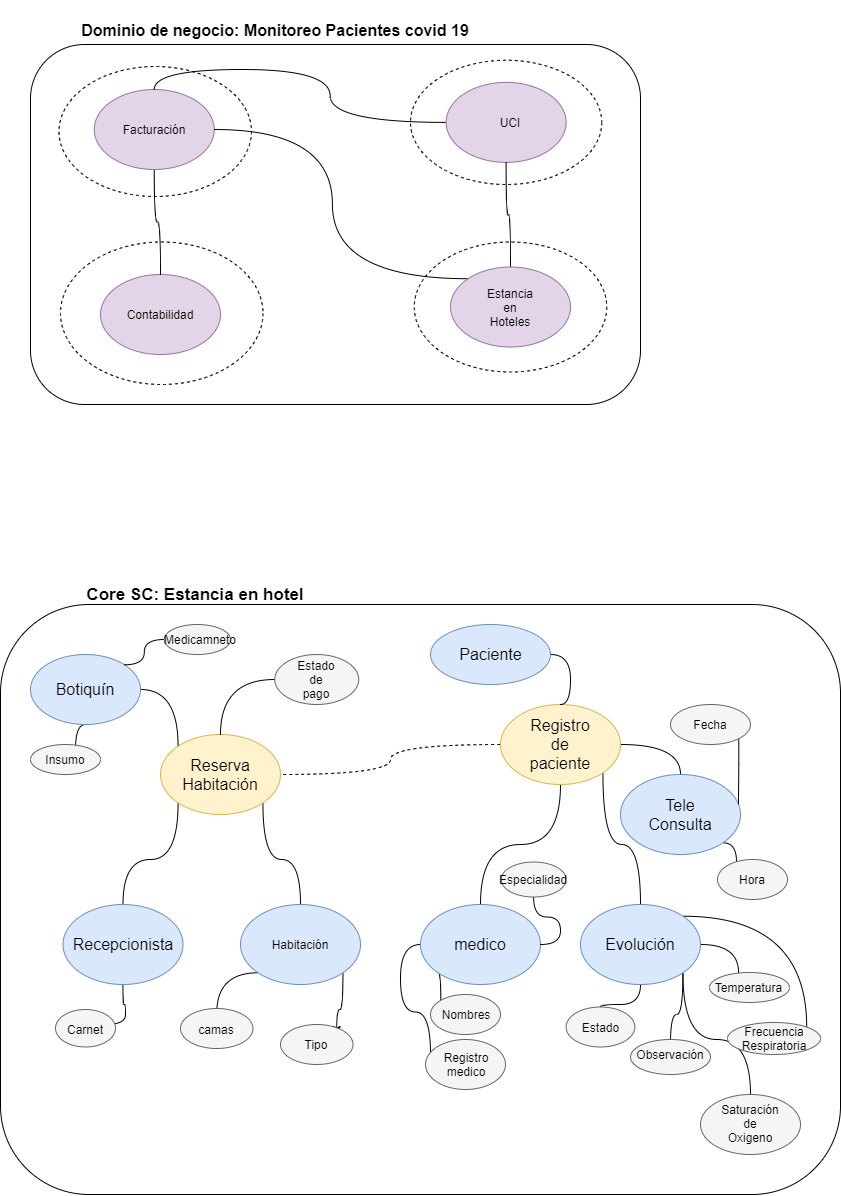 Dominio de negocio: Monitoreo Pacientes covid 19
Facturación
UCI
Contabilidad
Estancia
en
Hoteles
Core SC: Estancia en hotel
Medicamneto
Botiquín
Insumo
Estado
de
pago
Reserva
Habitación
Paciente
Registro
de
paciente
Fecha
Tele
Consulta
Hora
Especialidad
Recepcionista
Habitación
medico
Evolución
Carnet
camas
Tipo
Nombres
Registro
medico
Estado
Observación
Temperatura
Frecuencia
Respiratoria
Saturación
de
Oxigeno